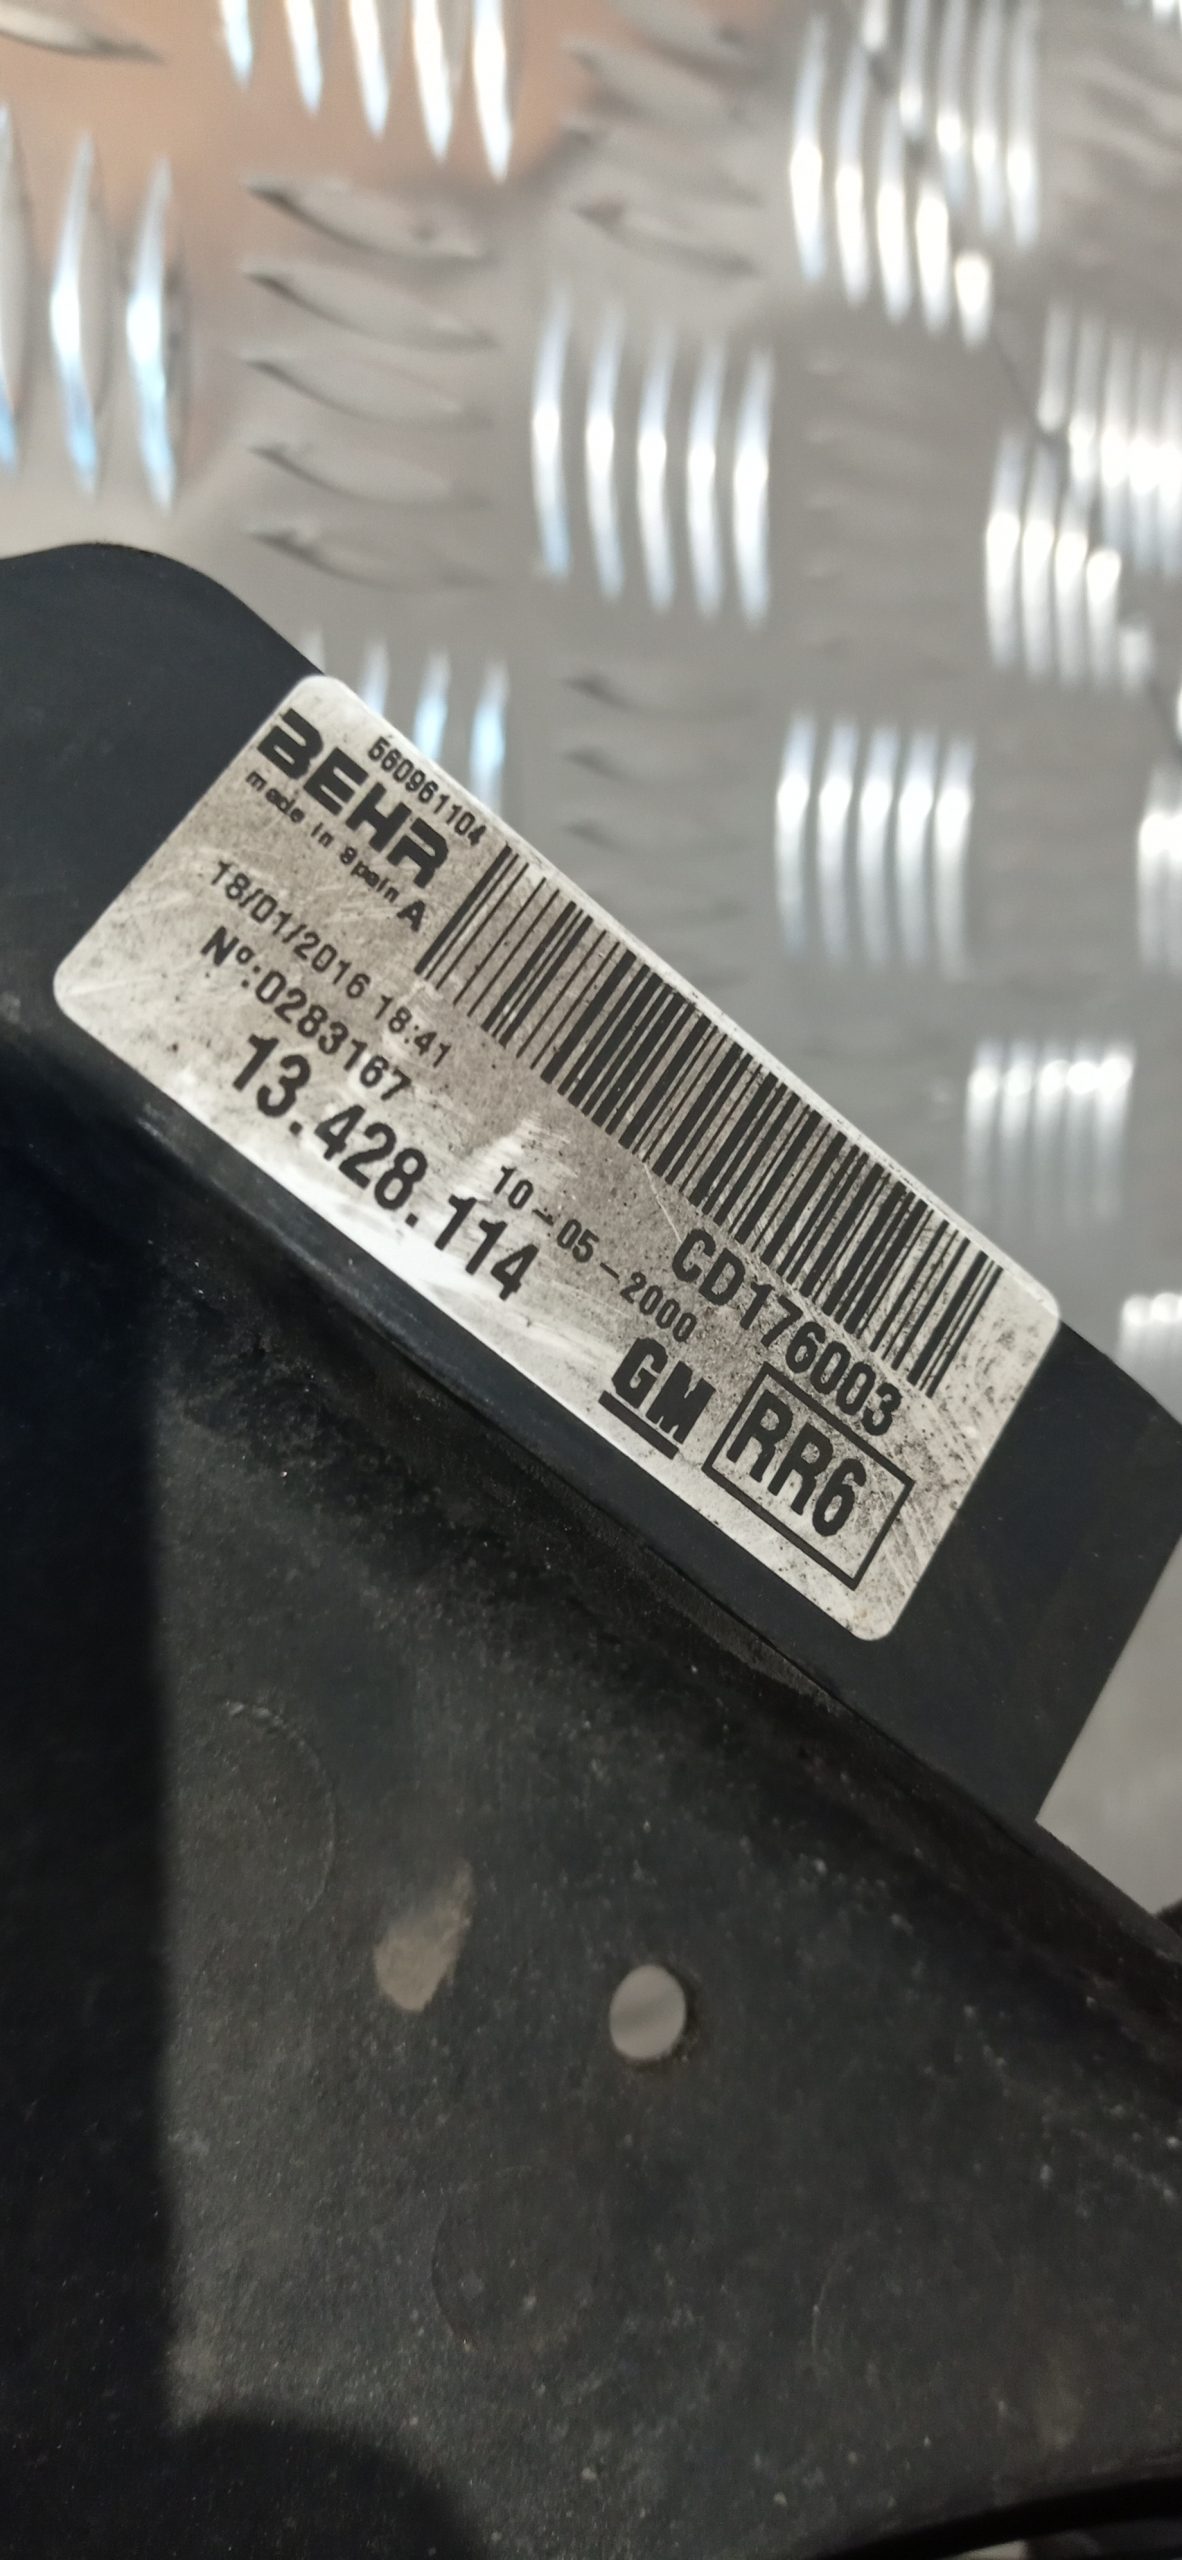 560961104
BEHR
made in Spain A
18/01/2016 18:41
Nº:0283167
CD176003
10-05-2000
13.428.114
GM
RR6